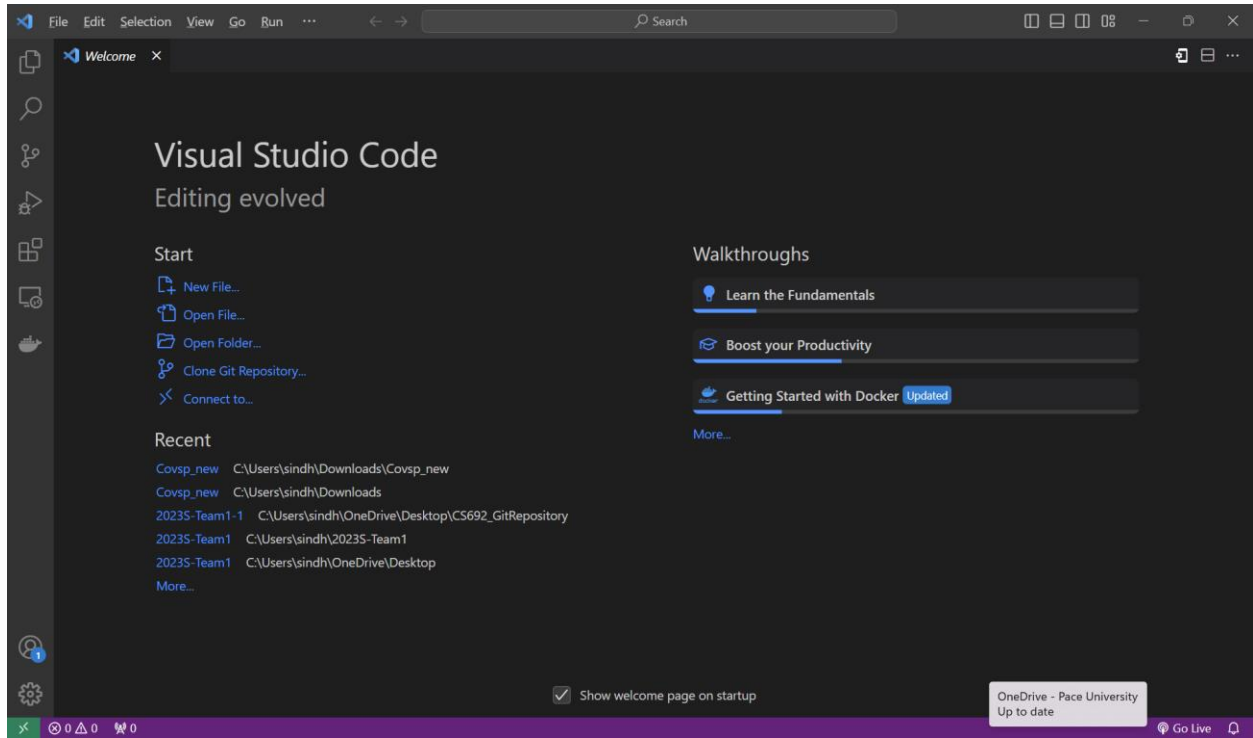 File Edit Selection View Go Run ··· Search
Welcome
Visual Studio Code
Editing evolved
Start
New File...
Open File...
Open Folder...
Clone Git Repository...
Connect to...
Recent
Covsp_new C:\Users\sindh\Downloads\Covsp_new
Covsp_new C:\Users\sindh\Downloads
2023S-Team1-1 C:\Users\sindh\OneDrive\Desktop\CS692_GitRepository
2023S-Team1 C:\Users\sindh\2023S-Team1
2023S-Team1 C:\Users\sindh\OneDrive\Desktop
More...
Walkthroughs
Learn the Fundamentals
Boost your Productivity
docker Getting Started with Docker Updated
More...
1
Show welcome page on startup
OneDrive - Pace University
Up to date
0 0 0 Go Live